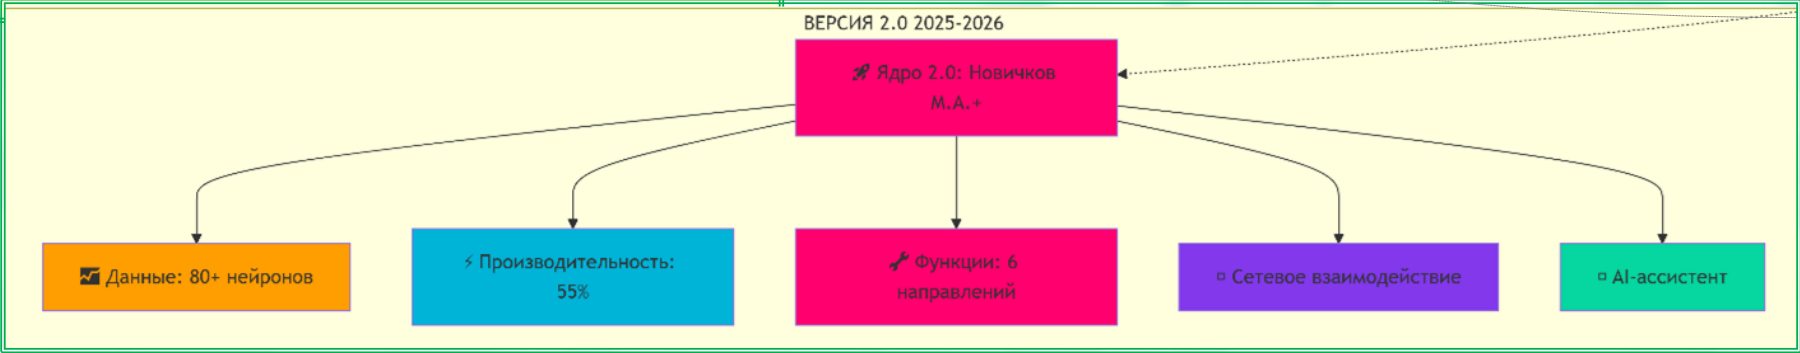 ВЕРСИЯ 2.0 2025-2026
🚀 Ядро 2.0: Новичков
М.А.+
📈 Данные: 80+ нейронов
⚡ Производительность:
55%
🔧 Функции: 6
направлений
Сетевое взаимодействие
AI-ассистент